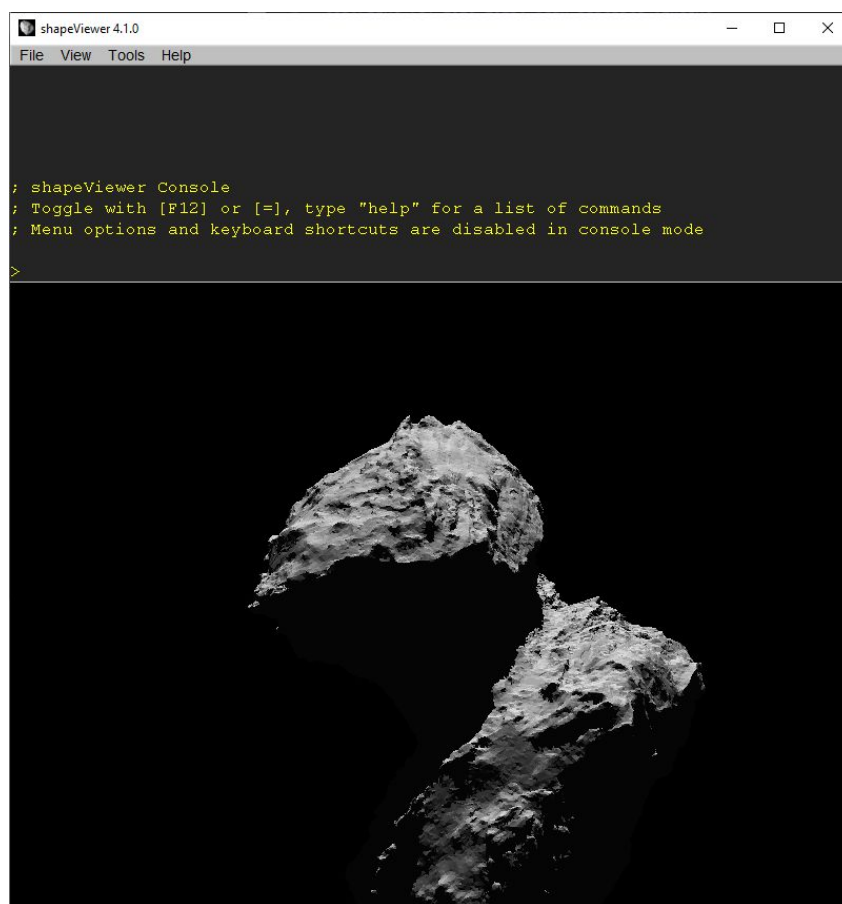 shapeViewer 4.1.0
File View Tools Help
; shapeViewer Console
; Toggle with [F12] or [=], type "help" for a list of commands
; Menu options and keyboard shortcuts are disabled in console mode
>